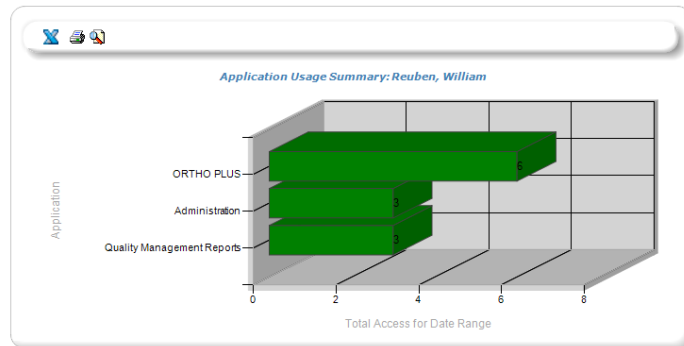 Application Usage Summary: Reuben, William
Application
ORTHO PLUS
6
Administration
3
Quality Management Reports
3
0 2 4 6 8
Total Access for Date Range